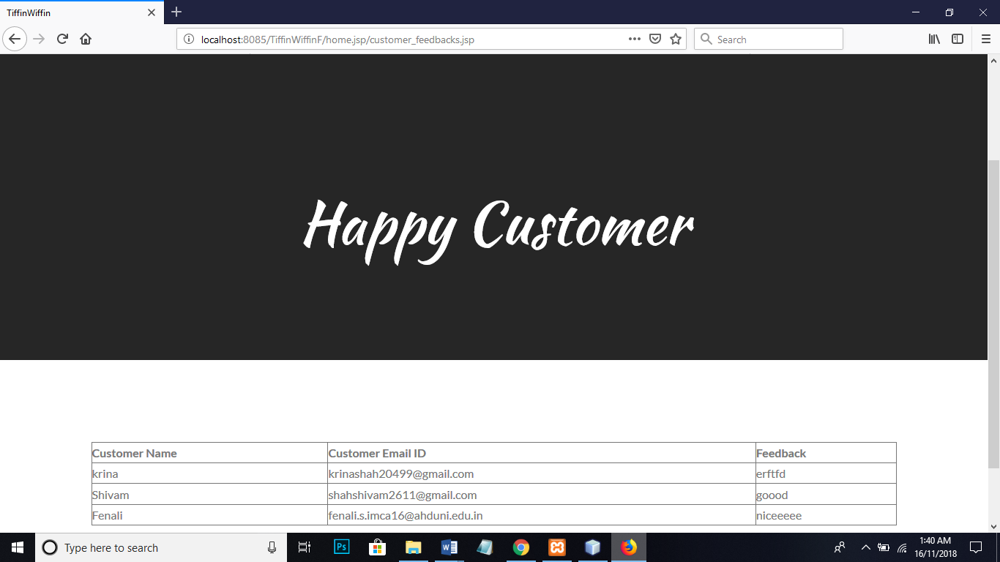 TiffinWiffin
localhost:8085/TiffinWiffinF/home.jsp/customer_feedbacks.jsp
Search
Happy Customer
Customer Name Customer Email ID Feedback
krina krinashah20499@gmail.com erftfd
Shivam shahshivam2611@gmail.com goood
Fenali fenali.s.imca16@ahduni.edu.in niceeeee
Type here to search
Ps
W
1:40 AM
16/11/2018